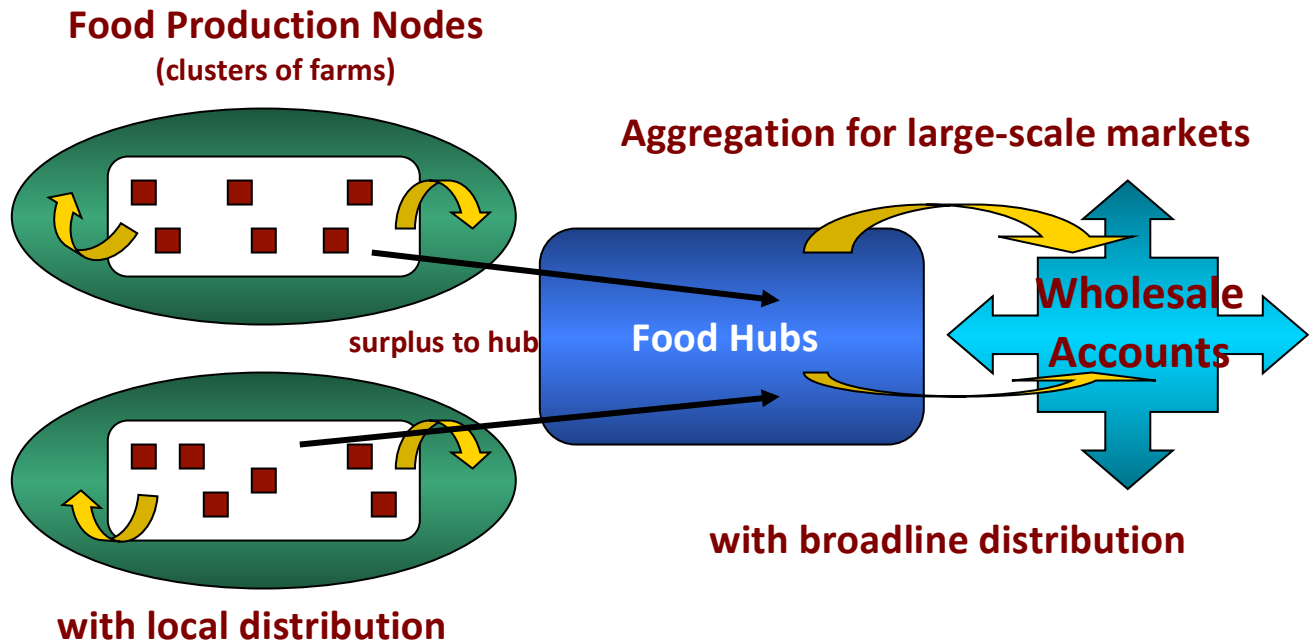 Food Production Nodes
(clusters of farms)
Aggregation for large-scale markets
surplus to hub
Food Hubs
Wholesale
Accounts
with broadline distribution
with local distribution